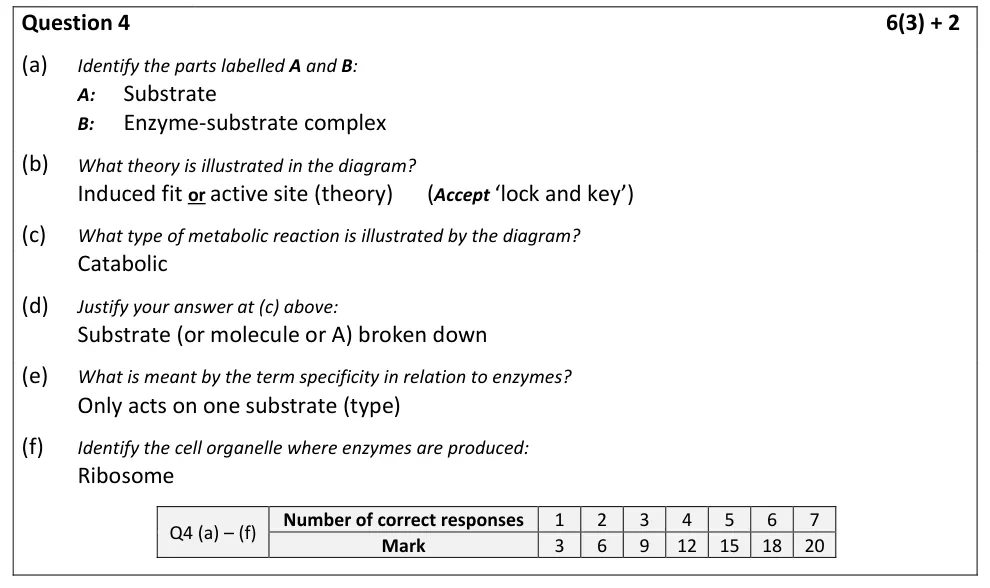 Question 4 6(3) + 2
(a) Identify the parts labelled A and B:
A: Substrate
B: Enzyme-substrate complex
(b) What theory is illustrated in the diagram?
Induced fit or active site (theory) (Accept ‘lock and key’)
(c) What type of metabolic reaction is illustrated by the diagram?
Catabolic
(d) Justify your answer at (c) above:
Substrate (or molecule or A) broken down
(e) What is meant by the term specificity in relation to enzymes?
Only acts on one substrate (type)
(f) Identify the cell organelle where enzymes are produced:
Ribosome
Q4 (a) – (f)
Number of correct responses 1 2 3 4 5 6 7
Mark 3 6 9 12 15 18 20